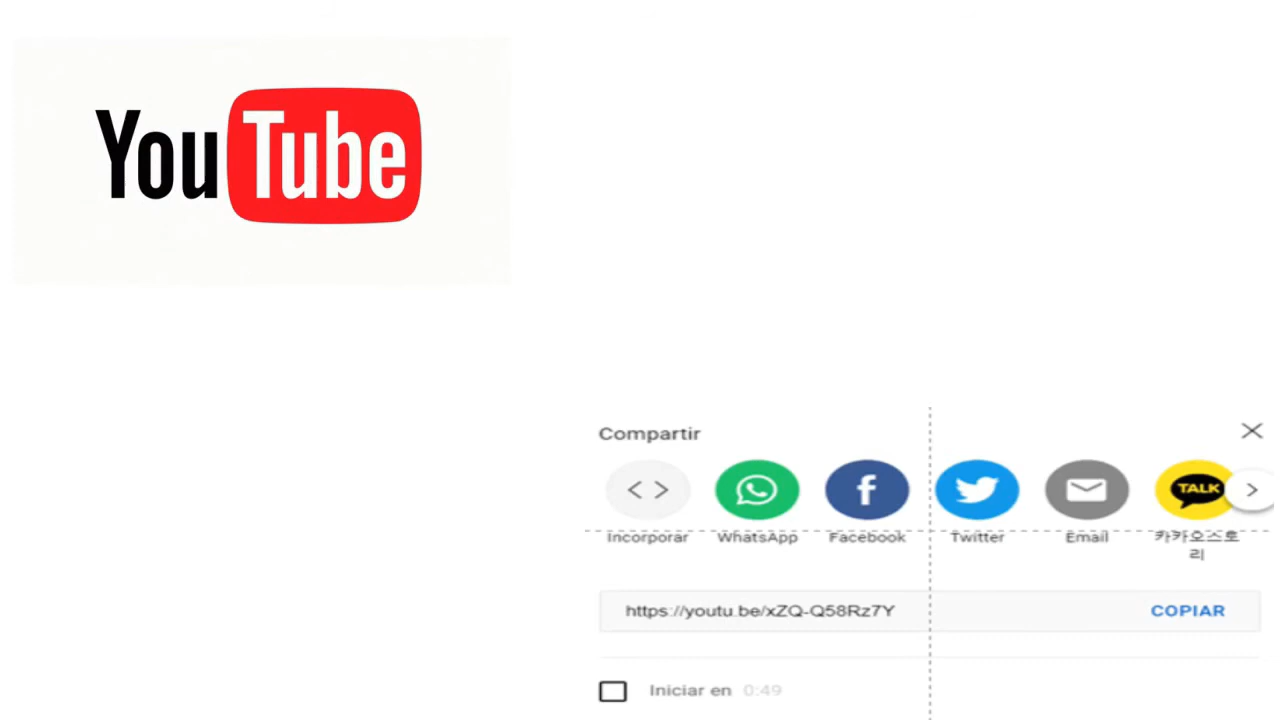 YouTube
Compartir
Incorporar WhatsApp Facebook Twitter Email 카카오스토
리
TALK
https://youtu.be/xZQ-Q58Rz7Y COPIAR
Iniciar en 0:49